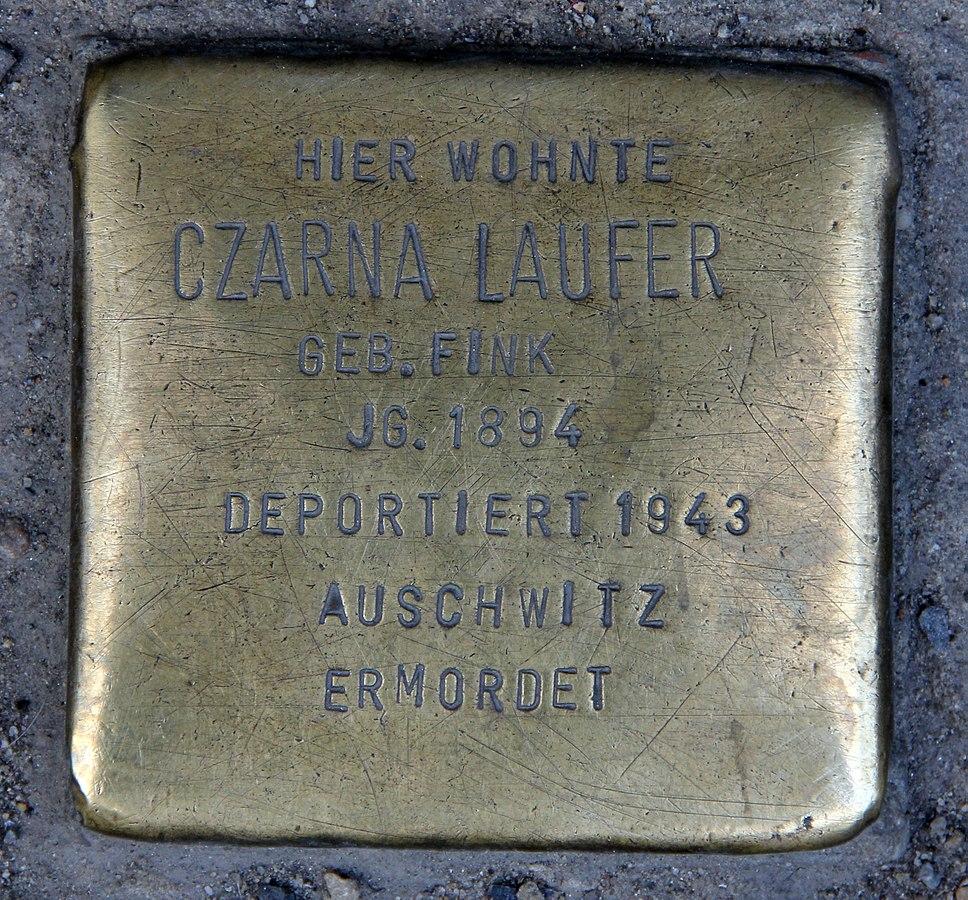 HIER WOHNTE
CZARNA LAUFER
GEB. FINK
JG. 1894
DEPORTIERT 1943
AUSCHWITZ
ERMORDET